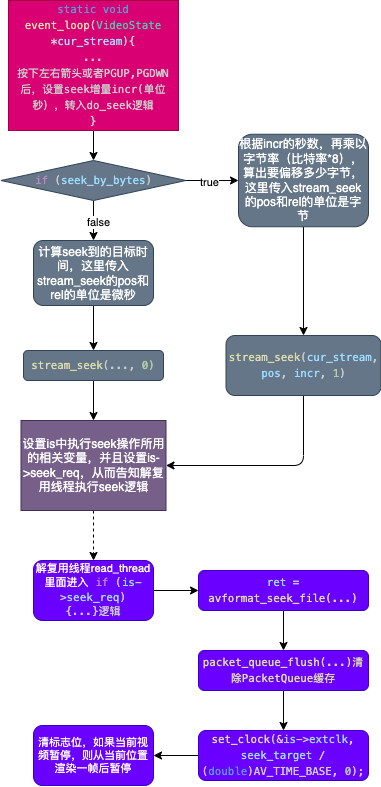 static void
event_loop(VideoState
*cur_stream){
...
按下左右箭头或者PGUP,PGDWN
后，设置seek增量incr(单位
秒) ，转入do_seek逻辑
}
if (seek_by_bytes)
true
false
根据incr的秒数，再乘以
字节率（比特率*8），
算出要偏移多少字节，
这里传入stream_seek
的pos和rel的单位是字
节
计算seek到的目标时
间，这里传入
stream_seek的pos和
rel的单位是微秒
stream_seek(..., 0)
stream_seek(cur_stream,
pos, incr, 1)
设置is中执行seek操作所用
的相关变量，并且设置is-
>seek_req，从而告知解复
用线程执行seek逻辑
解复用线程read_thread
里面进入 if (is-
>seek_req)
{...}逻辑
ret =
avformat_seek_file(...)
packet_queue_flush(...)清
除PacketQueue缓存
set_clock(&is->extclk,
seek_target /
(double)AV_TIME_BASE, 0);
清标志位，如果当前视
频暂停，则从当前位置
渲染一帧后暂停